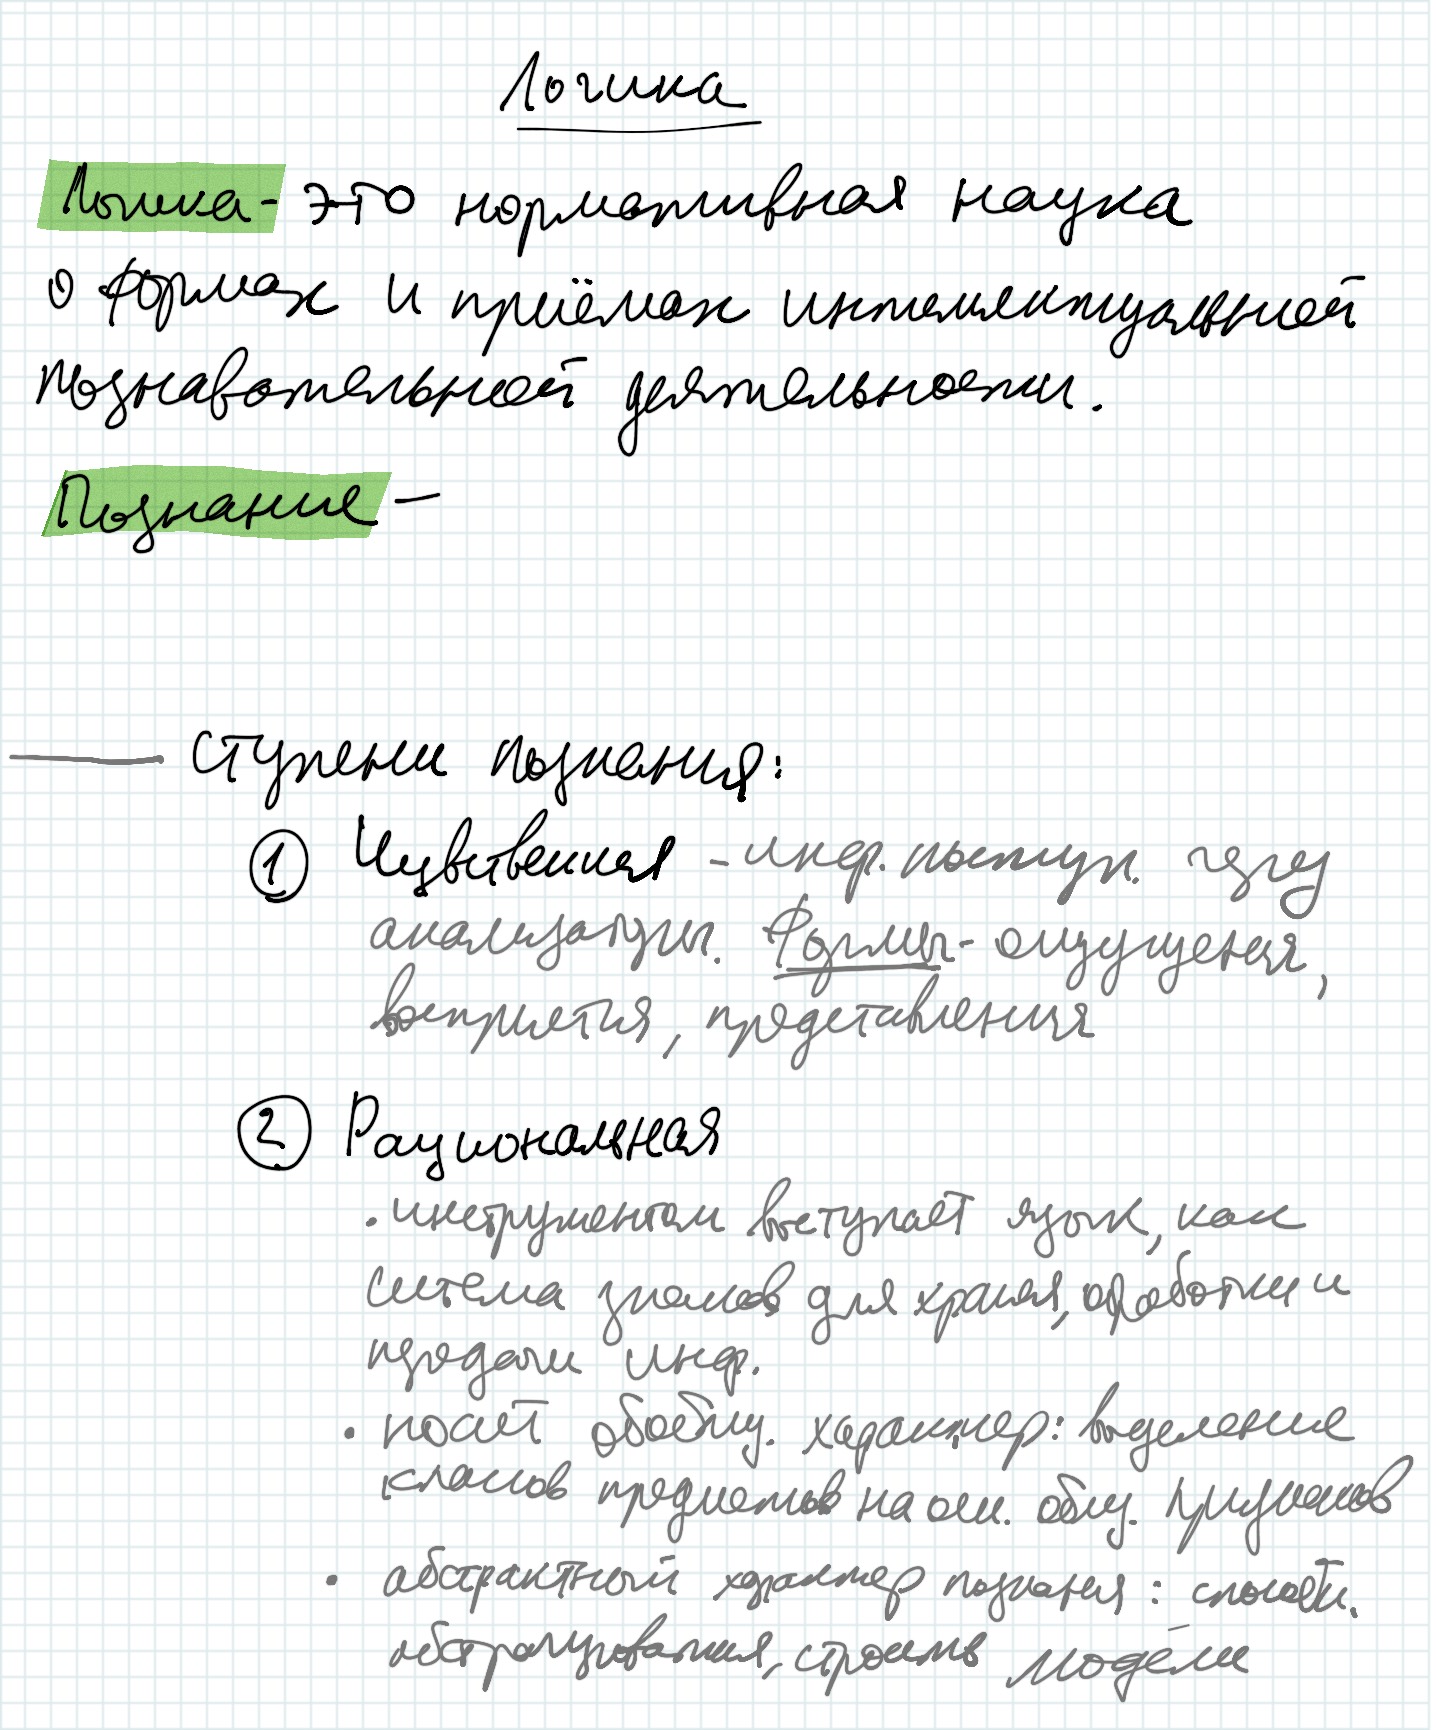 Логика
Логика - это нормативная наука
о формах и приёмах интеллектуальной
познавательной деятельности.
Познание -
Ступени познания:
1 Чувственная - инф. поступ. через
анализаторы. Формы - ощущения,
восприятия, представления
2 Рациональная
• инструментом выступает язык, как
система знаков для хранения, обработки и
передачи инф.
• носит обобщ. характер: выделение
классов предметов на осн. общ. признаков
• абстрактный характер познания: способн.
абстрагирования, строить модели